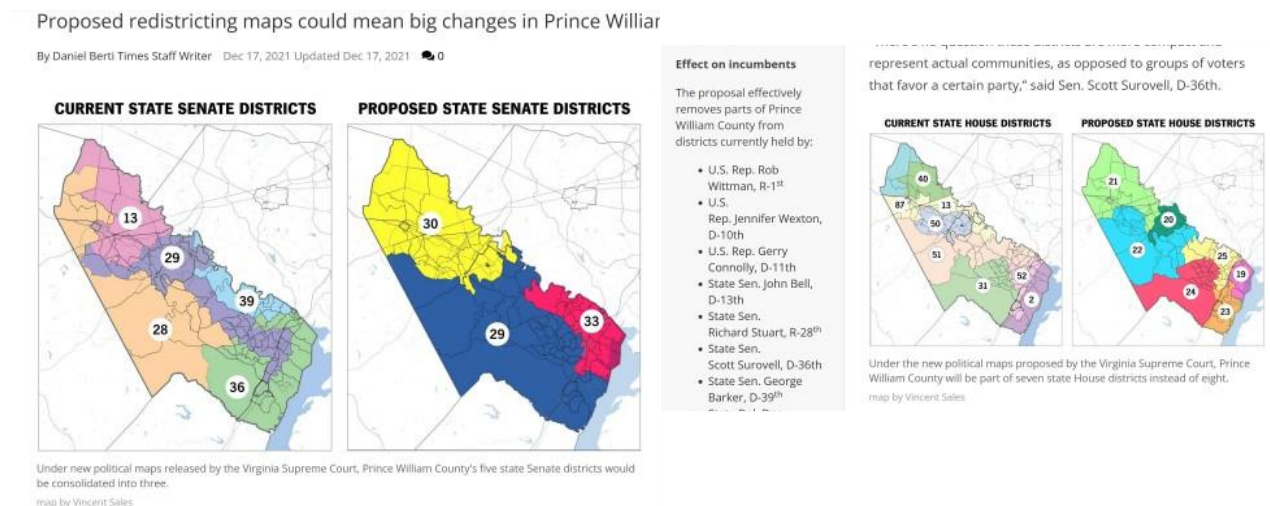 Proposed redistricting maps could mean big changes in Prince Willia
By Daniel Berti Times Staff Writer Dec 17, 2021 Updated Dec 17, 2021 0
CURRENT STATE SENATE DISTRICTS
13
29
39
28
36
PROPOSED STATE SENATE DISTRICTS
30
29
33
Under new political maps released by the Virginia Supreme Court, Prince William County's five state Senate districts would
be consolidated into three.
map by Vincent Sales
Effect on incumbents
The proposal effectively
removes parts of Prince
William County from
districts currently held by:
• U.S. Rep. Rob
Wittman, R-1st
• U.S.
Rep. Jennifer Wexton,
D-10th
• U.S. Rep. Gerry
Connolly, D-11th
• State Sen. John Bell,
D-13th
• State Sen.
Richard Stuart, R-28th
• State Sen.
Scott Surovell, D-36th
• State Sen. George
Barker, D-39th
represent actual communities, as opposed to groups of voters
that favor a certain party,” said Sen. Scott Surovell, D-36th.
CURRENT STATE HOUSE DISTRICTS
40
87
13
50
51
52
31
2
PROPOSED STATE HOUSE DISTRICTS
21
20
22
25
19
24
23
Under the new political maps proposed by the Virginia Supreme Court, Prince
William County will be part of seven state House districts instead of eight.
map by Vincent Sales